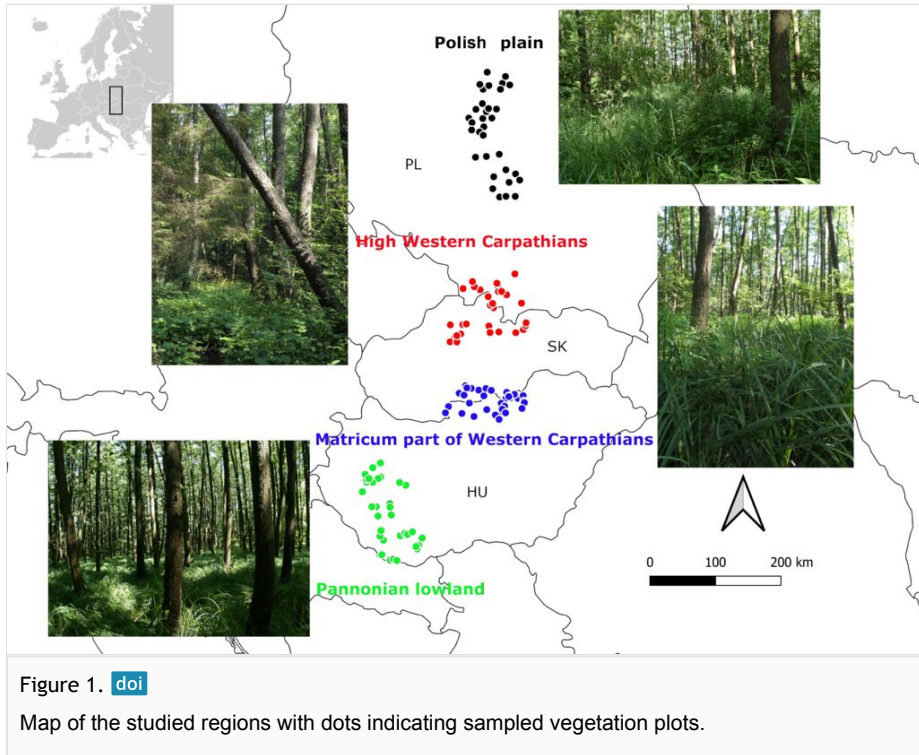 Polish plain
PL
High Western Carpathians
SK
Matricum part of Western Carpathians
HU
Pannonian lowland
0 100 200 km
Figure 1. doi
Map of the studied regions with dots indicating sampled vegetation plots.